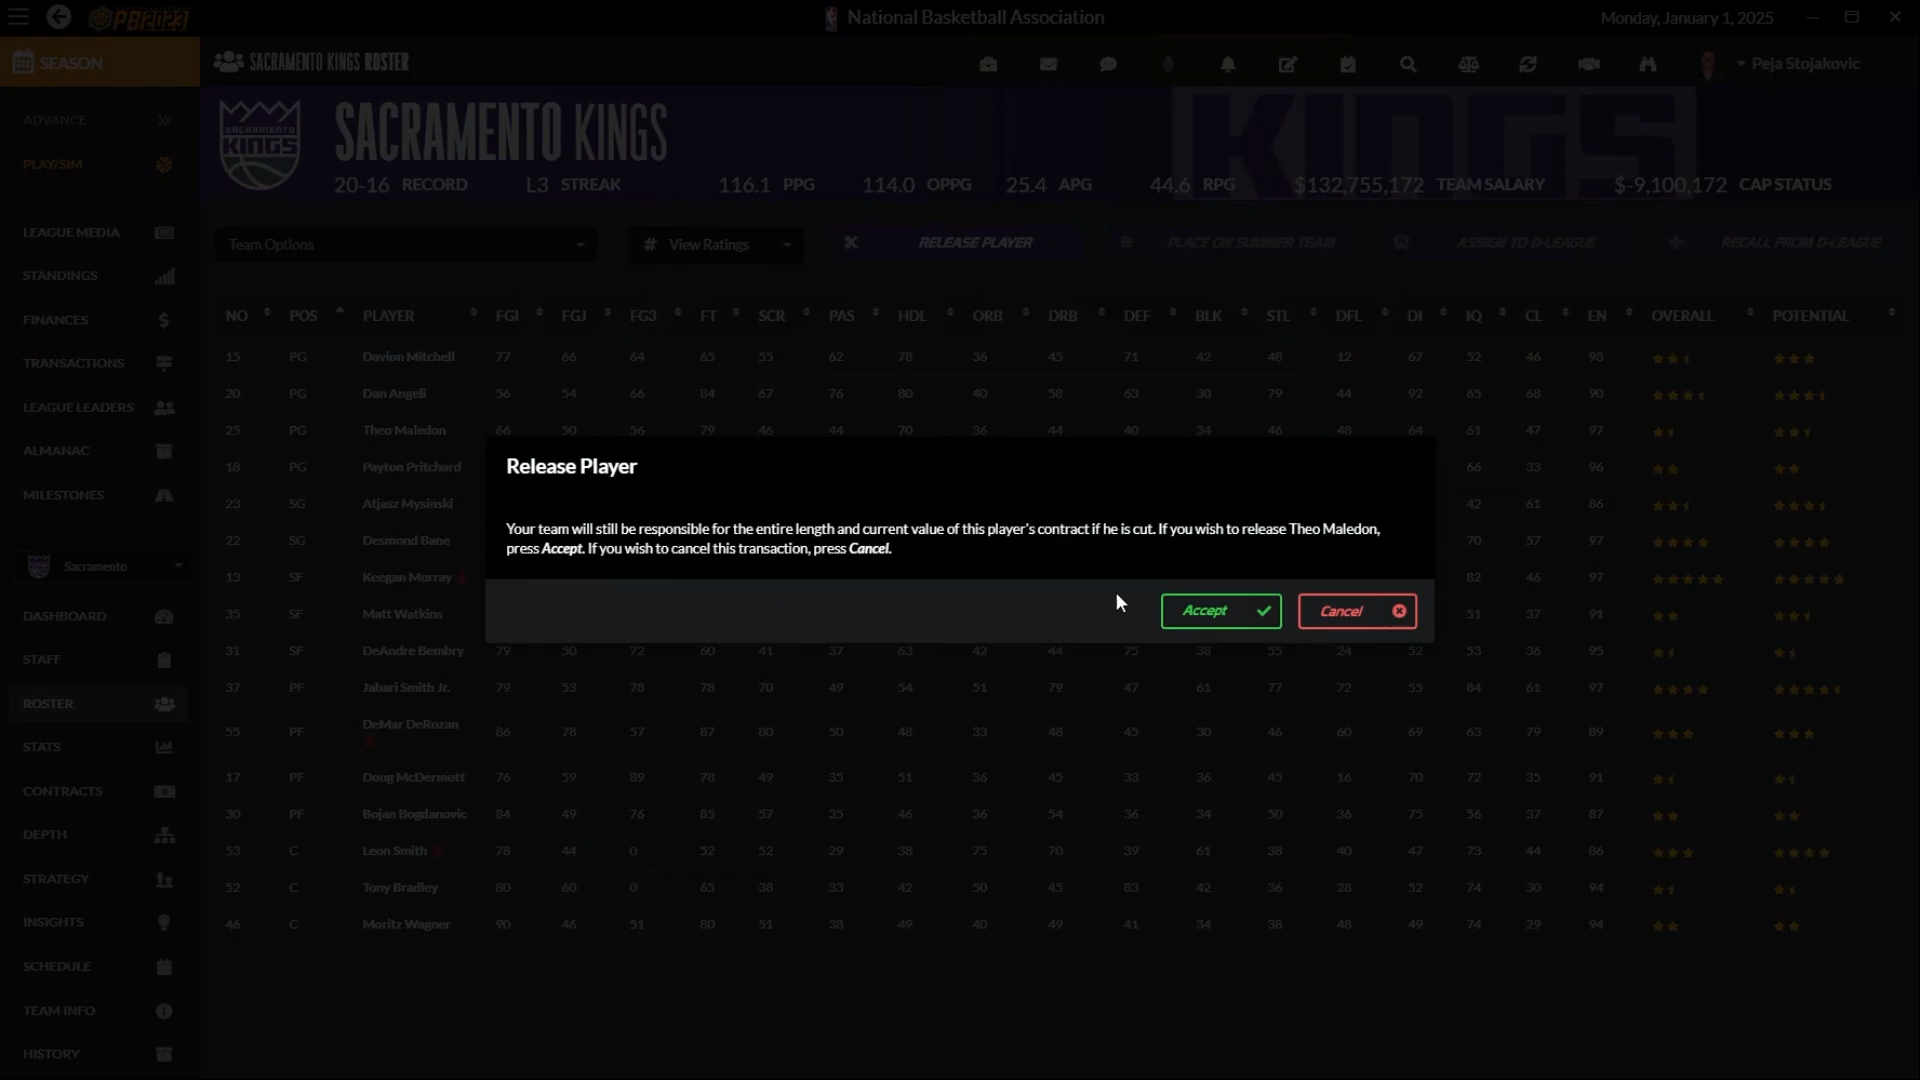 PB2023
National Basketball Association
Monday, January 1, 2025
SEASON
SACRAMENTO KINGS ROSTER
Peja Stojakovic
ADVANCE
PLAY/SIM
LEAGUE MEDIA
STANDINGS
FINANCES
TRANSACTIONS
LEAGUE LEADERS
ALMANAC
MILESTONES
Sacramento
DASHBOARD
STAFF
ROSTER
STATS
CONTRACTS
DEPTH
STRATEGY
INSIGHTS
SCHEDULE
TEAM INFO
HISTORY
SACRAMENTO KINGS
SACRAMENTO KINGS
KINGS
20-16 RECORD L3 STREAK 116.1 PPG 114.0 OPPG 25.4 APG 44.6 RPG $132,755,172 TEAM SALARY $-9,100,172 CAP STATUS
Team Options # View Ratings RELEASE PLAYER PLACE ON SUMMER TEAM ASSIGN TO D-LEAGUE RECALL FROM D-LEAGUE
NO POS PLAYER FGI FGJ FG3 FT SCR PAS HDL ORB DRB DEF BLK STL DFL DI IQ CL EN OVERALL POTENTIAL
15 PG Davion Mitchell 77 66 64 65 55 62 78 36 45 71 42 48 12 67 52 46 98
20 PG Dan Angeli 56 54 66 84 67 76 80 40 58 63 30 79 44 92 65 68 90
25 PG Theo Maledon 66 50 56 79 46 44 70 36 44 40 34 46 48 64 61 47 97
18 PG Payton Pritchard 66 33 96
23 SG Atjasz Mysinski 42 61 86
22 SG Desmond Bane 70 57 97
13 SF Keegan Murray 82 46 97
35 SF Matt Watkins 51 37 91
31 SF DeAndre Bembry 79 50 72 60 41 37 63 42 44 75 38 55 24 52 53 36 95
37 PF Jabari Smith Jr. 79 53 78 78 70 49 54 51 79 47 61 77 72 55 84 61 97
55 PF DeMar DeRozan 86 78 57 87 80 50 48 33 48 45 30 46 60 69 63 79 89
17 PF Doug McDermott 76 59 89 78 49 35 51 36 45 33 36 45 16 70 72 35 91
30 PF Bojan Bogdanovic 84 49 76 85 57 35 46 36 54 36 34 50 36 75 56 37 87
53 C Leon Smith 78 44 0 52 52 29 38 75 70 39 61 38 40 47 73 44 86
52 C Tony Bradley 80 60 0 65 38 33 42 50 45 83 42 36 28 52 74 30 94
46 C Moritz Wagner 90 46 51 80 51 38 49 40 49 41 34 38 48 49 74 29 94
Release Player
Your team will still be responsible for the entire length and current value of this player's contract if he is cut. If you wish to release Theo Maledon,
press Accept. If you wish to cancel this transaction, press Cancel.
Accept Cancel